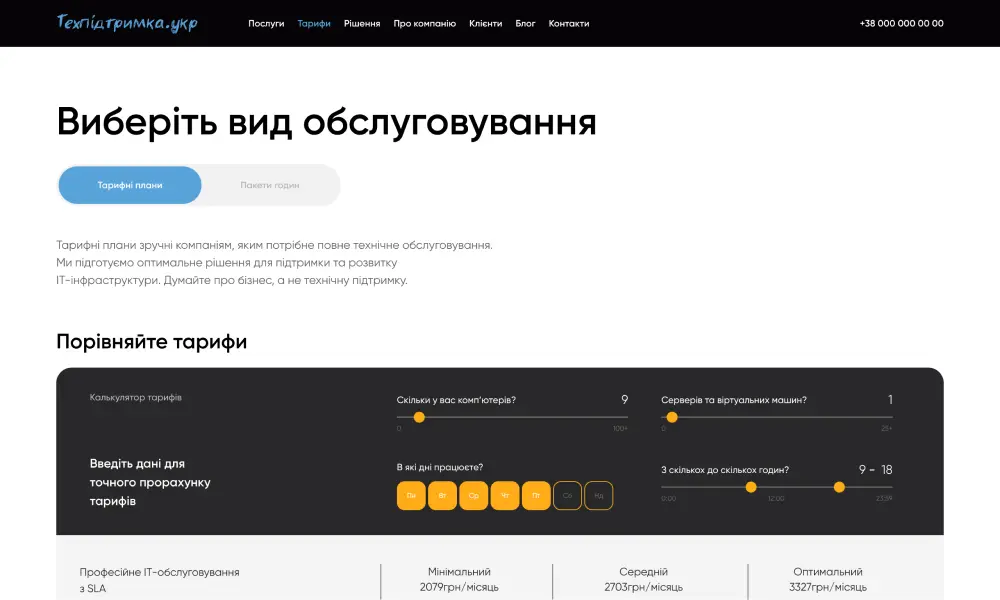 Техпідтримка.укр
Послуги Тарифи Рішення Про компанію Клієнти Блог Контакти
+38 000 000 00 00
Виберіть вид обслуговування
Тарифні плани Пакети годин
Тарифні плани зручні компаніям, яким потрібне повне технічне обслуговування.
Ми підготуємо оптимальне рішення для підтримки та розвитку
ІТ-інфраструктури. Думайте про бізнес, а не технічну підтримку.
Порівняйте тарифи
Калькулятор тарифів
Введіть дані для
точного прорахунку
тарифів
Скільки у вас комп'ютерів? 9
0 100+
Серверів та віртуальних машин? 1
0 25+
В які дні працюєте?
Пн Вт Ср Чт Пт Сб Нд
З скількох до скількох годин? 9 - 18
0:00 12:00 23:59
Професійне ІТ-обслуговування
з SLA
Мінімальний
2079грн/місяць
Середній
2703грн/місяць
Оптимальний
3327грн/місяць